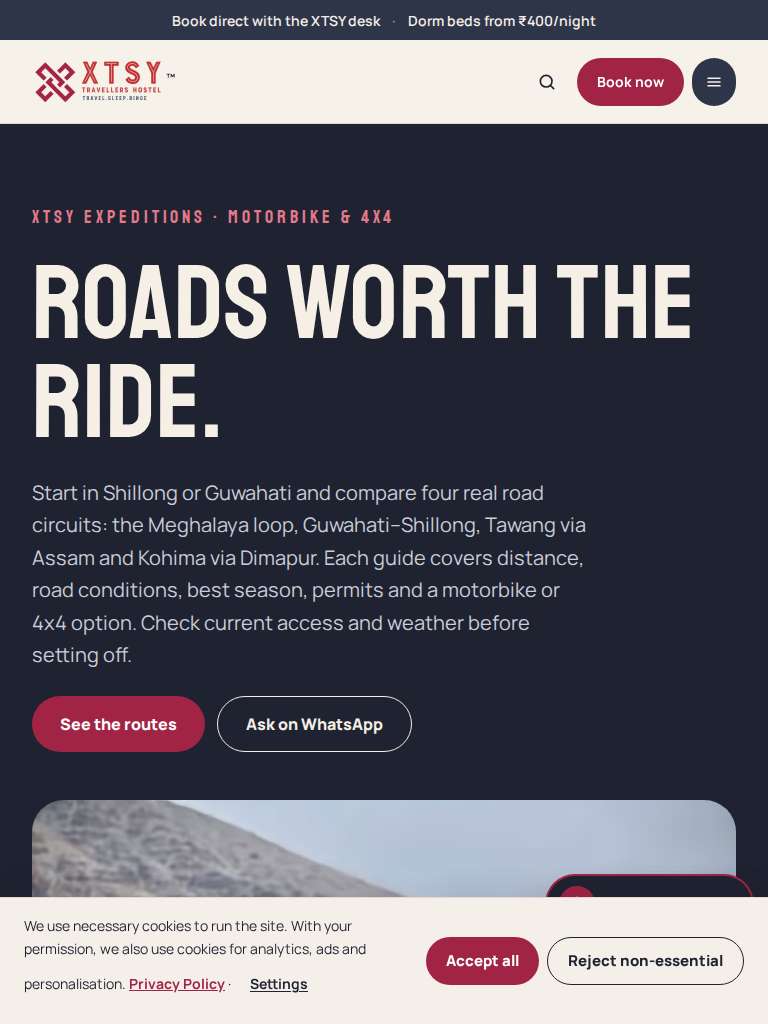 Book direct with the XTSY desk · Dorm beds from ₹400/night
XTSY ™
TRAVELLERS HOSTEL
TRAVEL.SLEEP.BINGE
Book now
XTSY EXPEDITIONS · MOTORBIKE & 4X4
ROADS WORTH THE
RIDE.
Start in Shillong or Guwahati and compare four real road
circuits: the Meghalaya loop, Guwahati–Shillong, Tawang via
Assam and Kohima via Dimapur. Each guide covers distance,
road conditions, best season, permits and a motorbike or
4x4 option. Check current access and weather before
setting off.
See the routes
Ask on WhatsApp
We use necessary cookies to run the site. With your
permission, we also use cookies for analytics, ads and
personalisation. Privacy Policy · Settings
Accept all
Reject non-essential